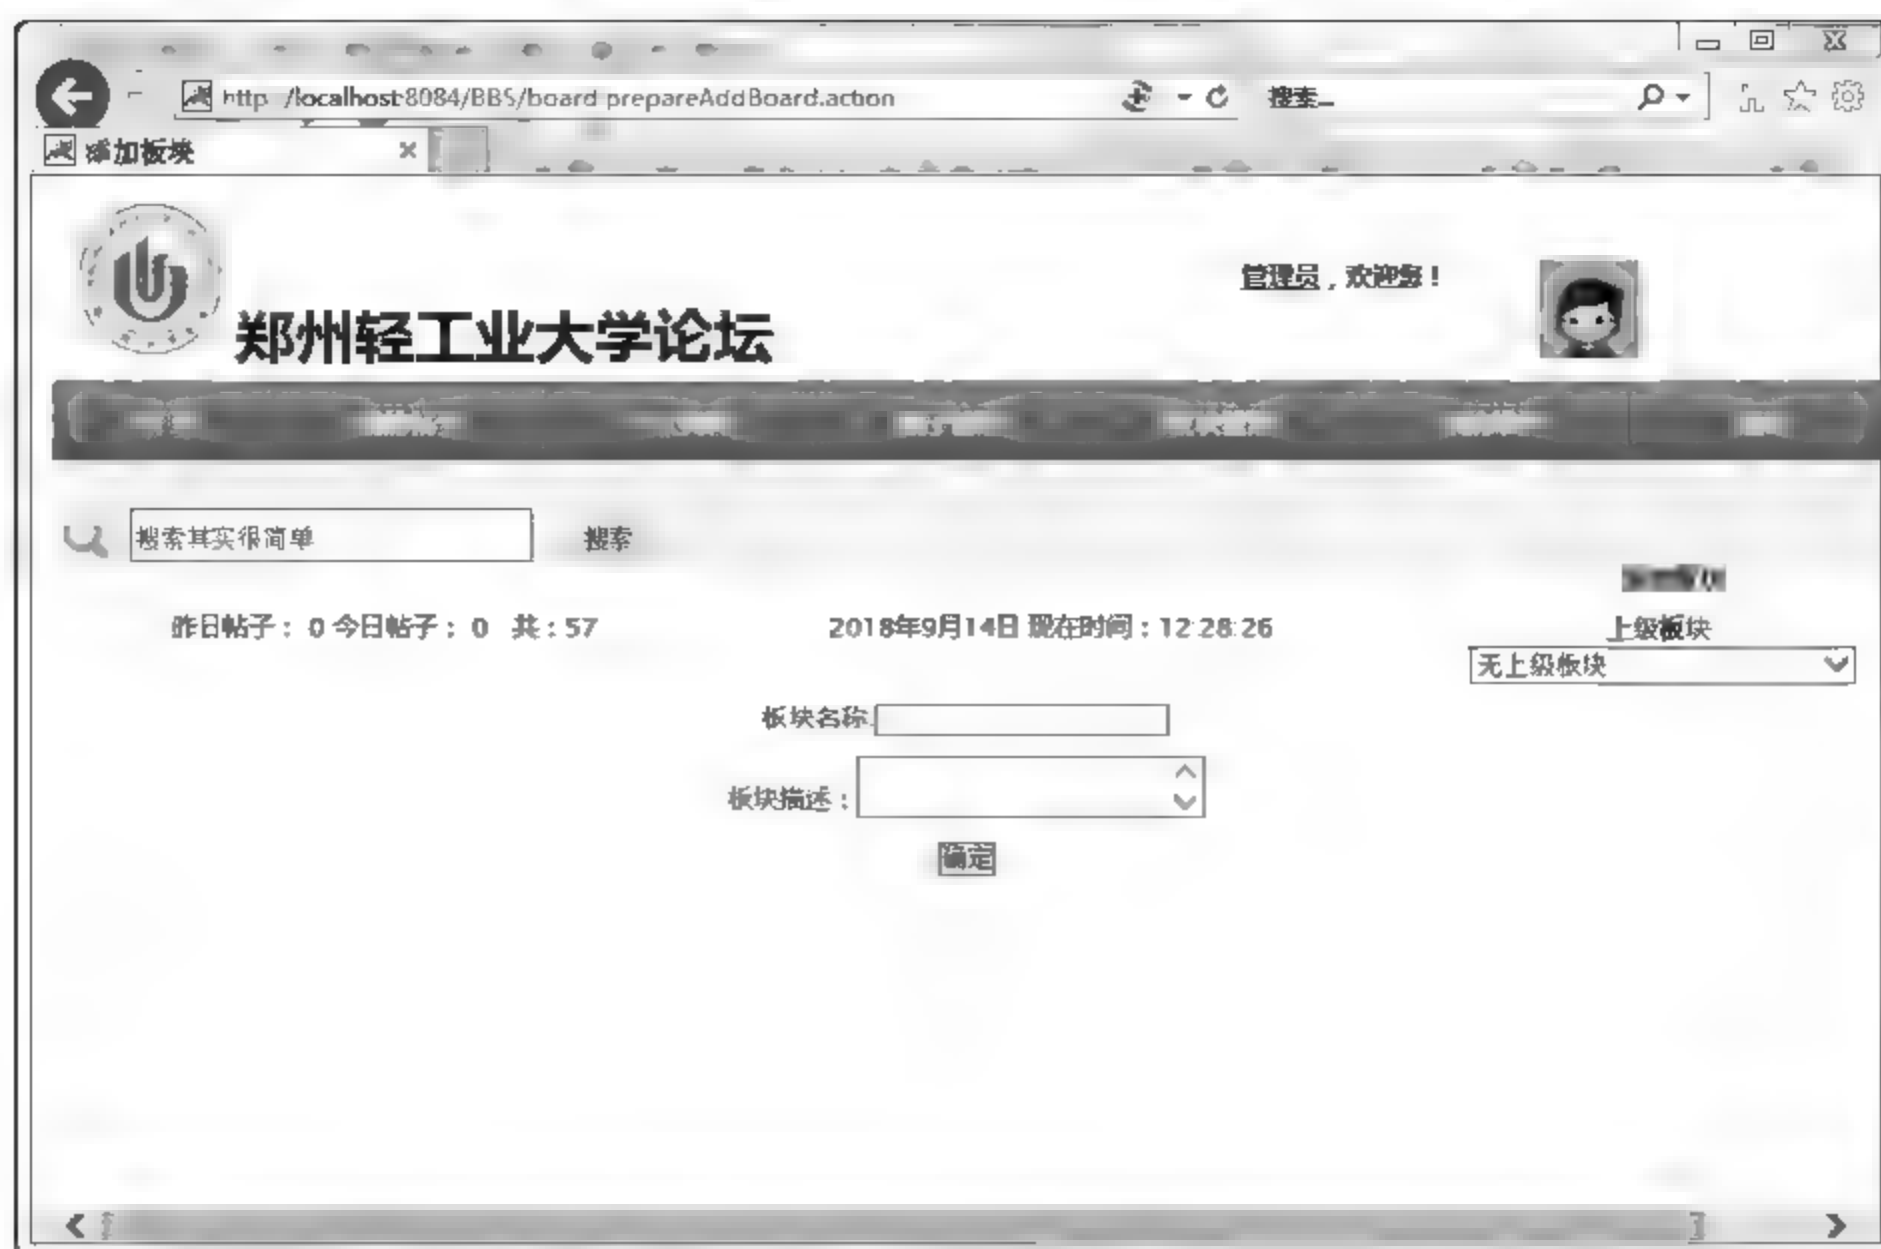 http //localhost:8084/BBS/board prepareAddBoard.action
搜索...
添加板块
管理员，欢迎您！
郑州轻工业大学论坛
搜索其实很简单
搜索
昨日帖子： 0 今日帖子： 0 共：57
2018年9月14日 现在时间：12:28:26
上级板块
无上级板块
板块名称
板块描述：
确定